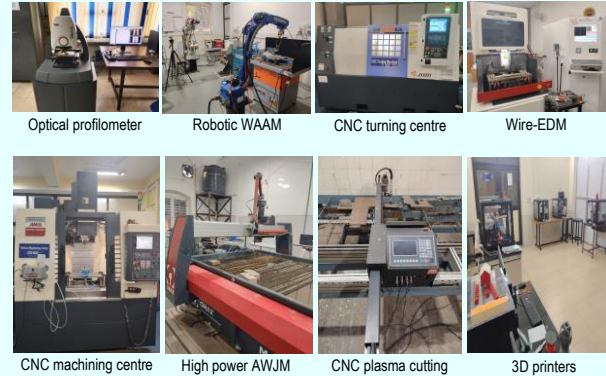 Optical profilometer
Robotic WAAM
CNC turning centre
Wire-EDM
AMS
CNC machining centre
High power AWJM
CNC plasma cutting
3D printers